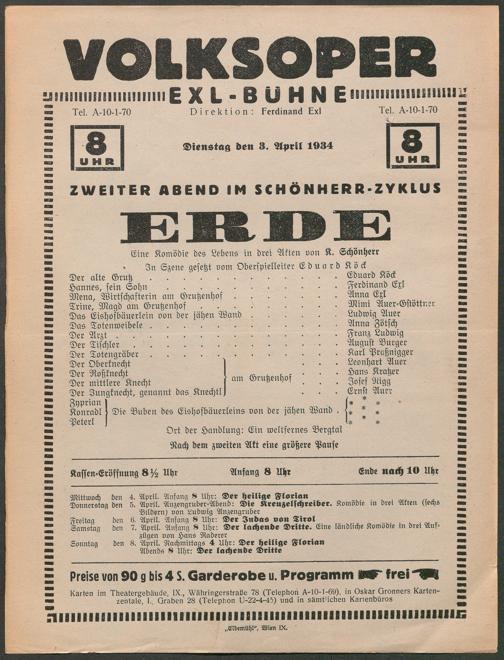 VOLKSOPER
EXL-BÜHNE
Tel. A-10-1-70 Direktion: Ferdinand Exl Tel. A-10-1-70
8 UHR Dienstag den 3. April 1934 8 UHR
ZWEITER ABEND IM SCHÖNHERR-ZYKLUS
ERDE
Eine Komödie des Lebens in drei Akten von K. Schönherr
In Szene gesetzt vom Oberspielleiter Eduard Köck
Der alte Grutz . . . Eduard Köck
Hannes, sein Sohn . . . Ferdinand Exl
Mena, Wirtschafterin am Grutzenhof . . . Anna Exl
Trine, Magd am Grutzenhof . . . Mimi Auer-Gstöttner
Das Eishofbäuerlein von der jähen Wand . . . Ludwig Auer
Das Totenweibele . . . Anna Zötsch
Der Arzt . . . Franz Ludwig
Der Tischler . . . August Burger
Der Totengräber . . . Karl Praßnigger
Der Oberknecht . . . Leonhart Auer
Der Roßknecht . . . Hans Kratzer
Der mittlere Knecht } am Grutzenhof . . . Josef Rigg
Der Jungknecht, genannt das Knechtl . . . Ernst Auer
Zyprian * * *
Konradl } Die Buben des Eishofbäuerleins von der jähen Wand . { * * *
Peterl * * *
Ort der Handlung: Ein weltfernes Bergtal
Nach dem zweiten Akt eine größere Pause
Kassen-Eröffnung 8½ Uhr Anfang 8 Uhr Ende nach 10 Uhr
Mittwoch den 4. April. Anfang 8 Uhr: Der heilige Florian
Donnerstag den 5. April. Anzengruber-Abend: Die Kreuzelschreiber. Komödie in drei Akten (sechs
Bildern) von Ludwig Anzengruber
Freitag den 6. April. Anfang 8 Uhr: Der Judas von Tirol
Samstag den 7. April. Anfang 8 Uhr: Der lachende Dritte. Eine ländliche Komödie in drei Auf-
zügen von Hans Naderer
Sonntag den 8. April. Nachmittags 4 Uhr: Der heilige Florian
Abends 8 Uhr: Der lachende Dritte
Preise von 90 g bis 4 S. Garderobe u. Programm frei
Karten im Theatergebäude, IX., Währingerstraße 78 (Telephon A-10-1-69), in Oskar Gronners Karten-
zentale, I., Graben 28 (Telephon U-22-4-45) und in sämtlichen Kartenbüros
„Elbemühl“, Wien IX.